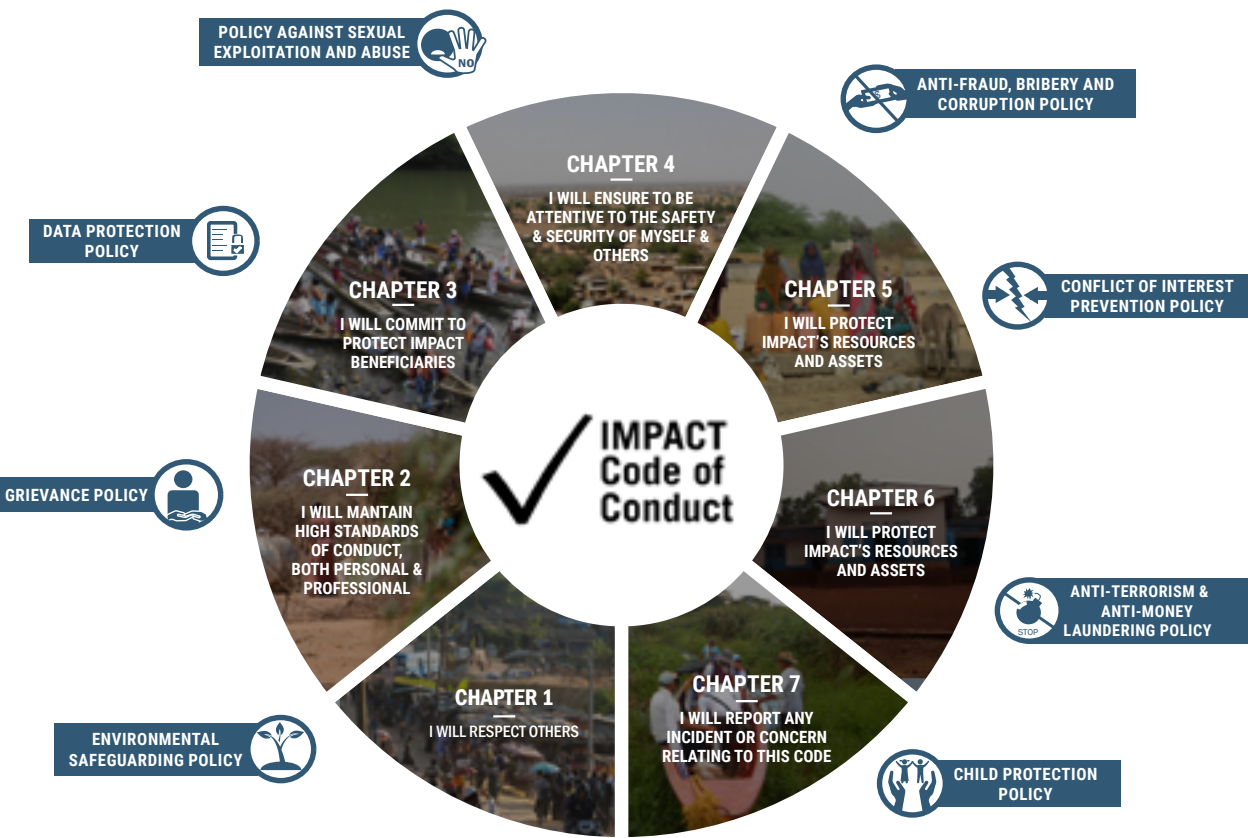 POLICY AGAINST SEXUAL
EXPLOITATION AND ABUSE
NO
ANTI-FRAUD, BRIBERY AND
CORRUPTION POLICY
$
DATA PROTECTION
POLICY
CONFLICT OF INTEREST
PREVENTION POLICY
GRIEVANCE POLICY
ANTI-TERRORISM &
ANTI-MONEY
LAUNDERING POLICY
STOP
ENVIRONMENTAL
SAFEGUARDING POLICY
CHILD PROTECTION
POLICY
IMPACT
Code of
Conduct
CHAPTER 1
I WILL RESPECT OTHERS
CHAPTER 2
I WILL MANTAIN
HIGH STANDARDS
OF CONDUCT,
BOTH PERSONAL &
PROFESSIONAL
CHAPTER 3
I WILL COMMIT TO
PROTECT IMPACT
BENEFICIARIES
CHAPTER 4
I WILL ENSURE TO BE
ATTENTIVE TO THE SAFETY
& SECURITY OF MYSELF &
OTHERS
CHAPTER 5
I WILL PROTECT
IMPACT'S RESOURCES
AND ASSETS
CHAPTER 6
I WILL PROTECT
IMPACT'S RESOURCES
AND ASSETS
CHAPTER 7
I WILL REPORT ANY
INCIDENT OR CONCERN
RELATING TO THIS CODE